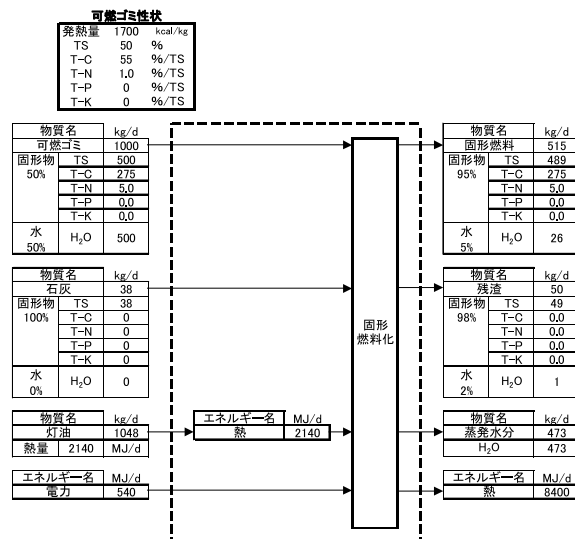 可燃ゴミ性状
発熱量 1700 kcal/kg
TS 50 %
T-C 55 %/TS
T-N 1.0 %/TS
T-P 0 %/TS
T-K 0 %/TS
物質名 kg/d
可燃ゴミ 1000
固形物 50% TS 500
T-C 275
T-N 5.0
T-P 0.0
T-K 0.0
水 50% H₂O 500
物質名 kg/d
石灰 38
固形物 100% TS 38
T-C 0
T-N 0
T-P 0
T-K 0
水 0% H₂O 0
物質名 kg/d
灯油 1048
熱量 2140 MJ/d
エネルギー名 MJ/d
電力 540
エネルギー名 MJ/d
熱 2140
固形
燃料化
物質名 kg/d
固形燃料 515
固形物 95% TS 489
T-C 275
T-N 5.0
T-P 0.0
T-K 0.0
水 5% H₂O 26
物質名 kg/d
残渣 50
固形物 98% TS 49
T-C 0.0
T-N 0.0
T-P 0.0
T-K 0.0
水 2% H₂O 1
物質名 kg/d
蒸発水分 473
H₂O 473
エネルギー名 MJ/d
熱 8400